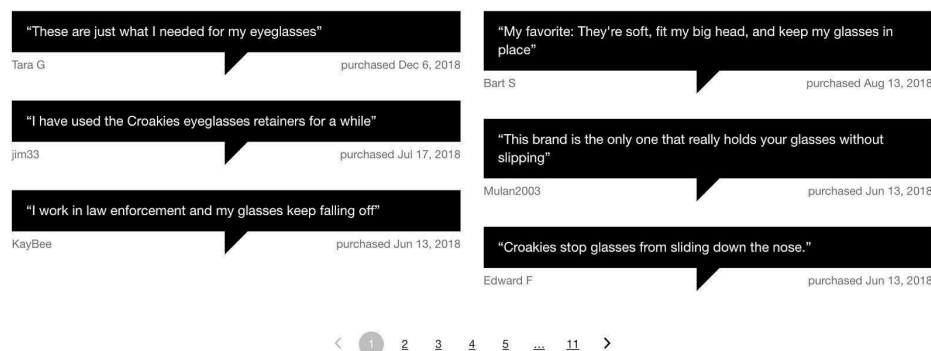 “These are just what I needed for my eyeglasses”
Tara G
purchased Dec 6, 2018
“I have used the Croakies eyeglasses retainers for a while”
jim33
purchased Jul 17, 2018
“I work in law enforcement and my glasses keep falling off”
KayBee
purchased Jun 13, 2018
“My favorite: They're soft, fit my big head, and keep my glasses in
place”
Bart S
purchased Aug 13, 2018
“This brand is the only one that really holds your glasses without
slipping”
Mulan2003
purchased Jun 13, 2018
“Croakies stop glasses from sliding down the nose.”
Edward F
purchased Jun 13, 2018
1 2 3 4 5 ... 11